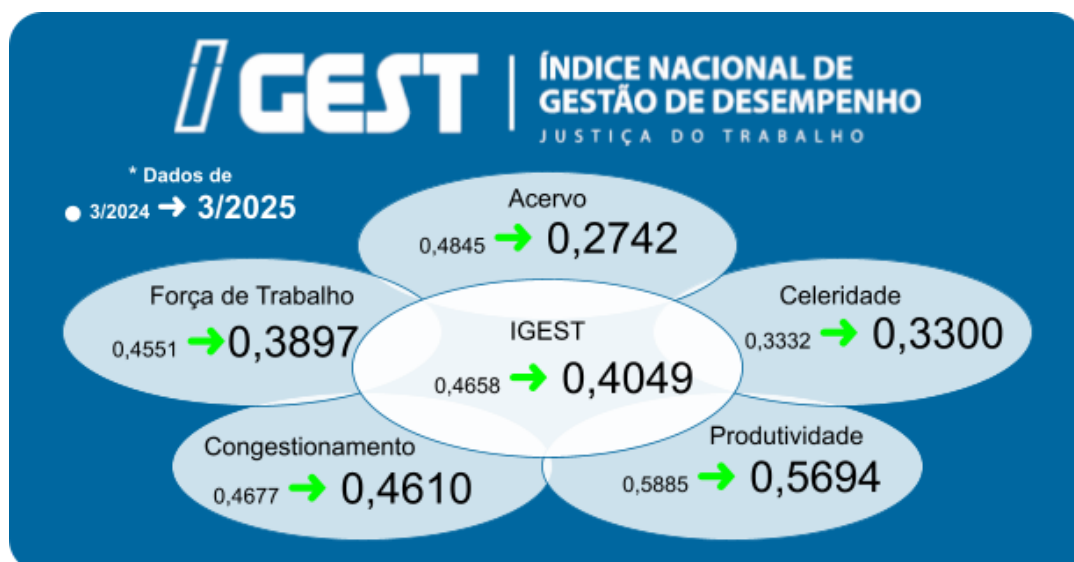 IGEST
ÍNDICE NACIONAL DE
GESTÃO DE DESEMPENHO
JUSTIÇA DO TRABALHO
* Dados de
3/2024 → 3/2025
Acervo
0,4845 → 0,2742
Força de Trabalho
0,4551 → 0,3897
IGEST
0,4658 → 0,4049
Celeridade
0,3332 → 0,3300
Congestionamento
0,4677 → 0,4610
Produtividade
0,5885 → 0,5694